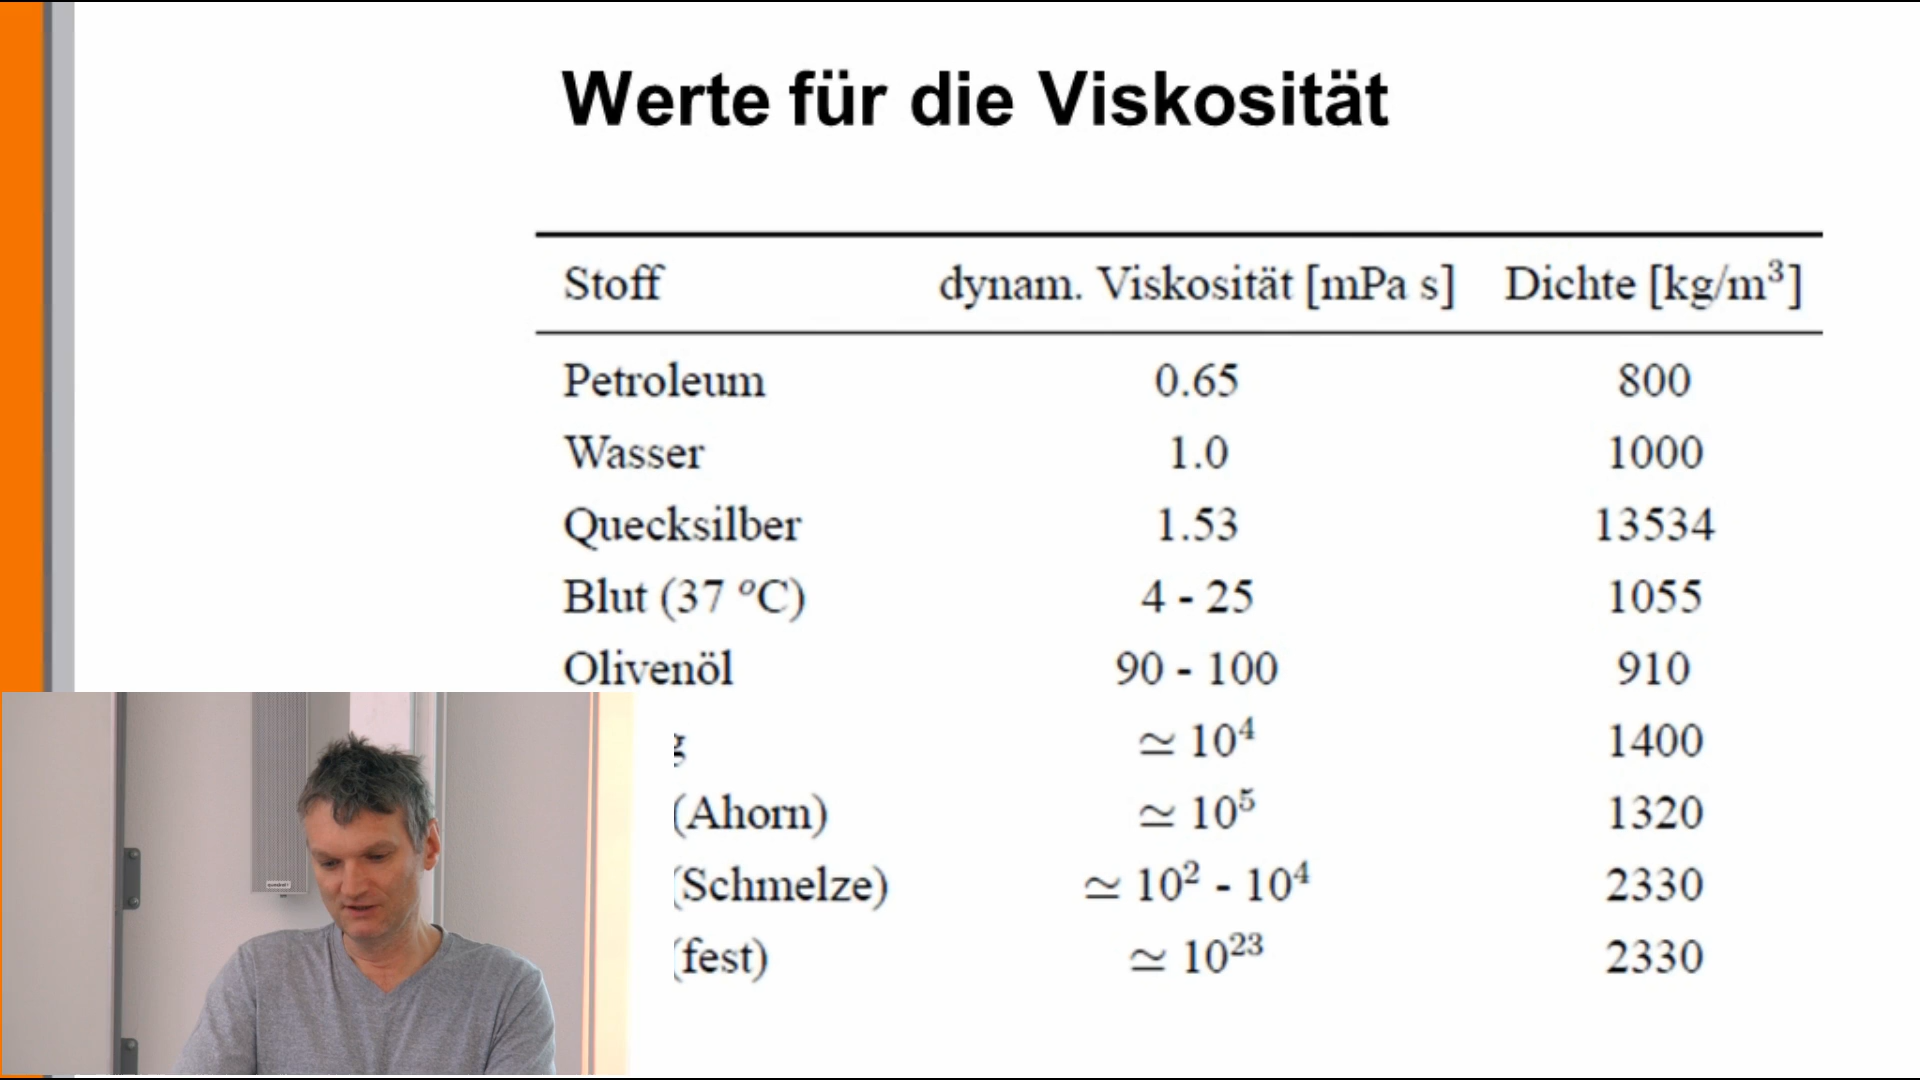 Werte für die Viskosität
Stoff dynam. Viskosität [mPa s] Dichte [kg/m³]
Petroleum 0.65 800
Wasser 1.0 1000
Quecksilber 1.53 13534
Blut (37 °C) 4 - 25 1055
Olivenöl 90 - 100 910
g ≃ 10⁴ 1400
(Ahorn) ≃ 10⁵ 1320
(Schmelze) ≃ 10² - 10⁴ 2330
(fest) ≃ 10²³ 2330